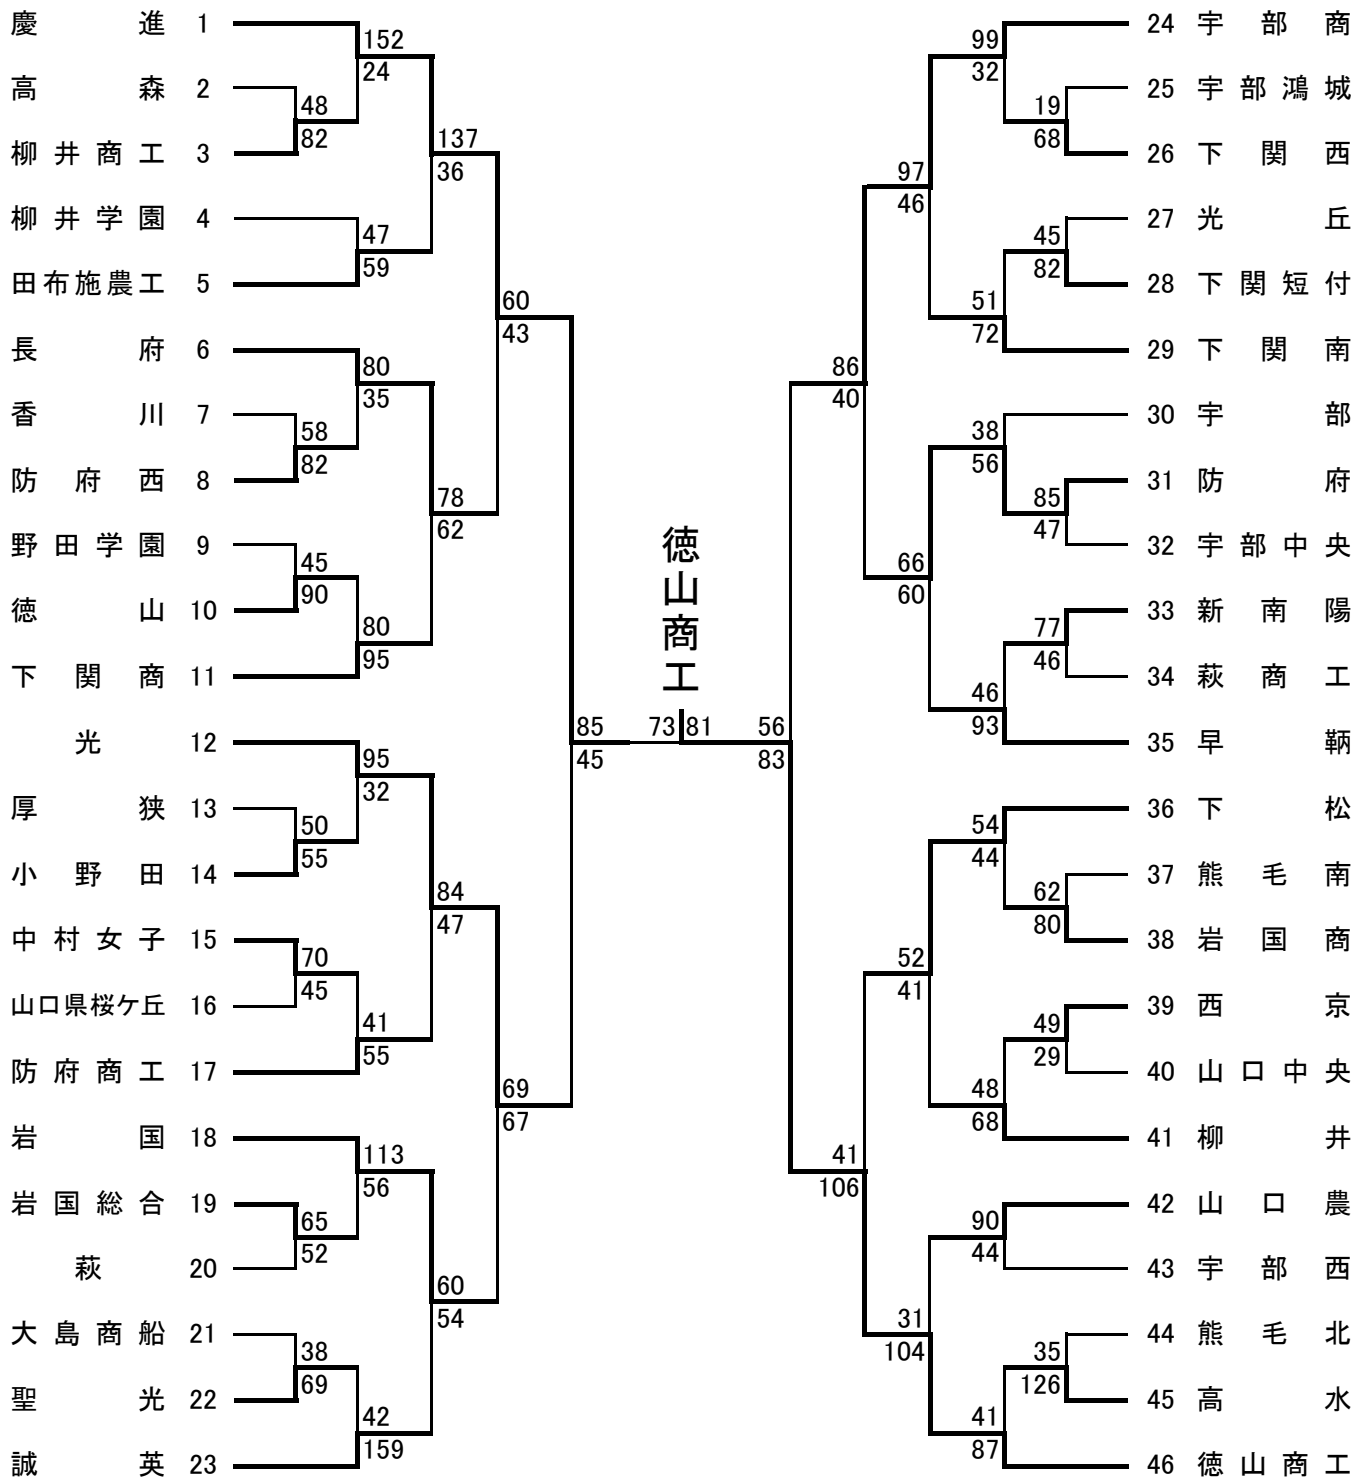 慶進 1
高森 2
柳井商工 3
柳井学園 4
田布施農工 5
長府 6
香川 7
防府西 8
野田学園 9
徳山 10
下関商 11
光 12
厚狭 13
小野田 14
中村女子 15
山口県桜ケ丘 16
防府商工 17
岩国 18
岩国総合 19
萩 20
大島商船 21
聖光 22
誠英 23
48
82
58
82
45
90
50
55
70
45
65
52
38
69
152
24
47
59
80
35
80
95
95
32
41
55
113
56
42
159
137
36
78
62
84
47
60
54
60
43
69
67
85
45
徳山商工
73 81
56
83
86
40
41
106
97
46
66
60
52
41
31
104
99
32
51
72
38
56
46
93
54
44
48
68
90
44
41
87
19
68
45
82
85
47
77
46
62
80
49
29
35
126
24 宇部商
25 宇部鴻城
26 下関西
27 光丘
28 下関短付
29 下関南
30 宇部
31 防府
32 宇部中央
33 新南陽
34 萩商工
35 早鞆
36 下松
37 熊毛南
38 岩国商
39 西京
40 山口中央
41 柳井
42 山口農
43 宇部西
44 熊毛北
45 高水
46 徳山商工